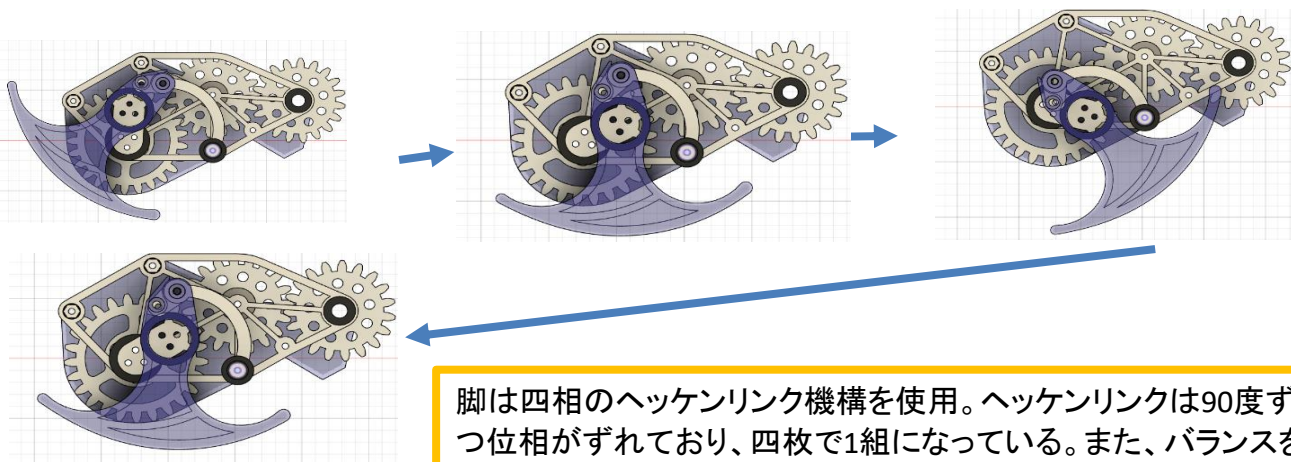 脚は四相のヘッケンリンク機構を使用。ヘッケンリンクは90度ず
つ位相がずれており、四枚で1組になっている。また、バランスを